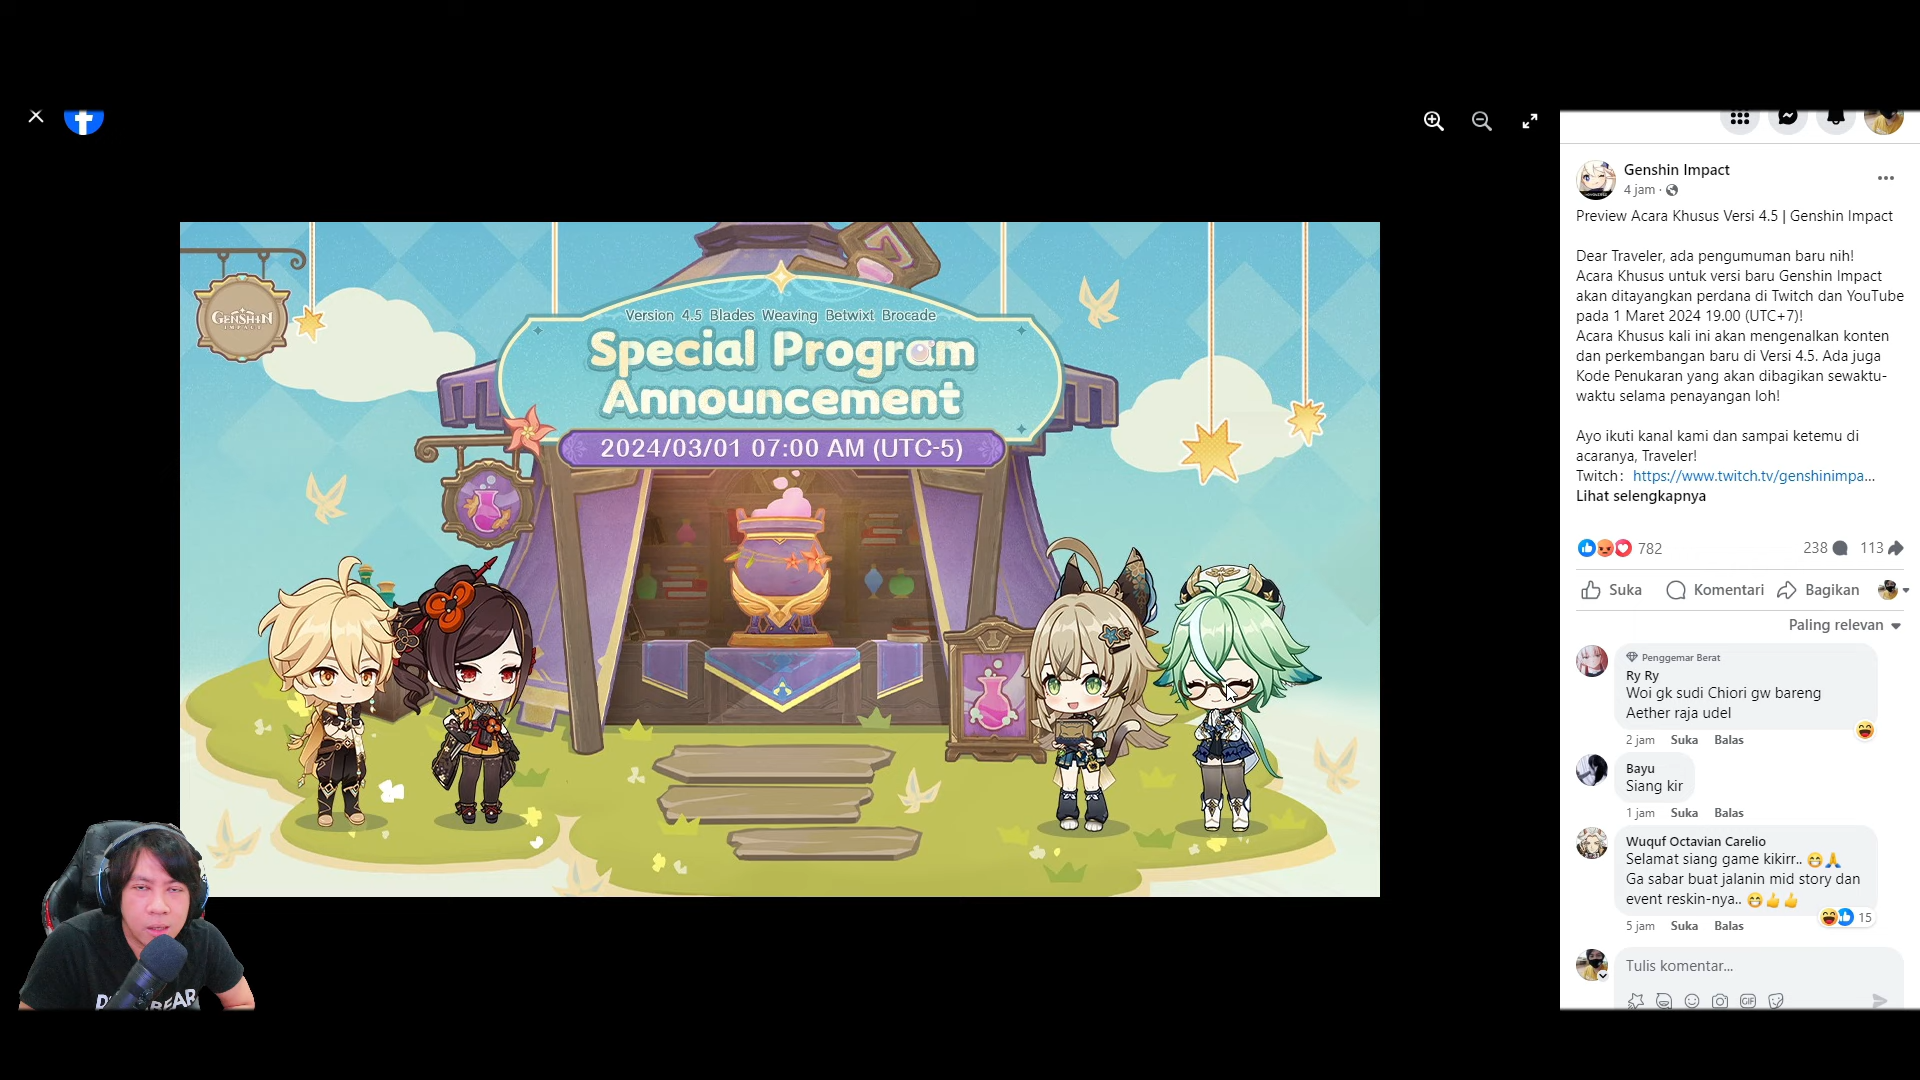 GENSHIN
IMPACT
Version 4.5 Blades Weaving Betwixt Brocade
Special Program
Announcement
2024/03/01 07:00 AM (UTC-5)
Genshin Impact
4 jam ·
Preview Acara Khusus Versi 4.5 | Genshin Impact
Dear Traveler, ada pengumuman baru nih!
Acara Khusus untuk versi baru Genshin Impact
akan ditayangkan perdana di Twitch dan YouTube
pada 1 Maret 2024 19.00 (UTC+7)!
Acara Khusus kali ini akan mengenalkan konten
dan perkembangan baru di Versi 4.5. Ada juga
Kode Penukaran yang akan dibagikan sewaktu-
waktu selama penayangan loh!
Ayo ikuti kanal kami dan sampai ketemu di
acaranya, Traveler!
Twitch： https://www.twitch.tv/genshinimpa...
Lihat selengkapnya
782 238 113
Suka Komentari Bagikan
Paling relevan
Penggemar Berat
Ry Ry
Woi gk sudi Chiori gw bareng
Aether raja udel
2 jam Suka Balas
Bayu
Siang kir
1 jam Suka Balas
Wuquf Octavian Carelio
Selamat siang game kikirr.. 😁🙏
Ga sabar buat jalanin mid story dan
event reskin-nya.. 😁👍👍
15
5 jam Suka Balas
Tulis komentar...
GIF